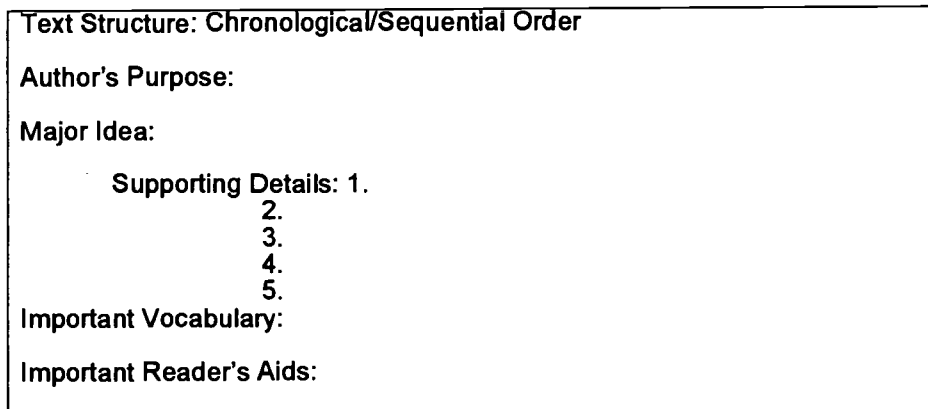 Text Structure: Chronological/Sequential Order
Author's Purpose:
Major Idea:
Supporting Details: 1.
2.
3.
4.
5.
Important Vocabulary:
Important Reader's Aids: